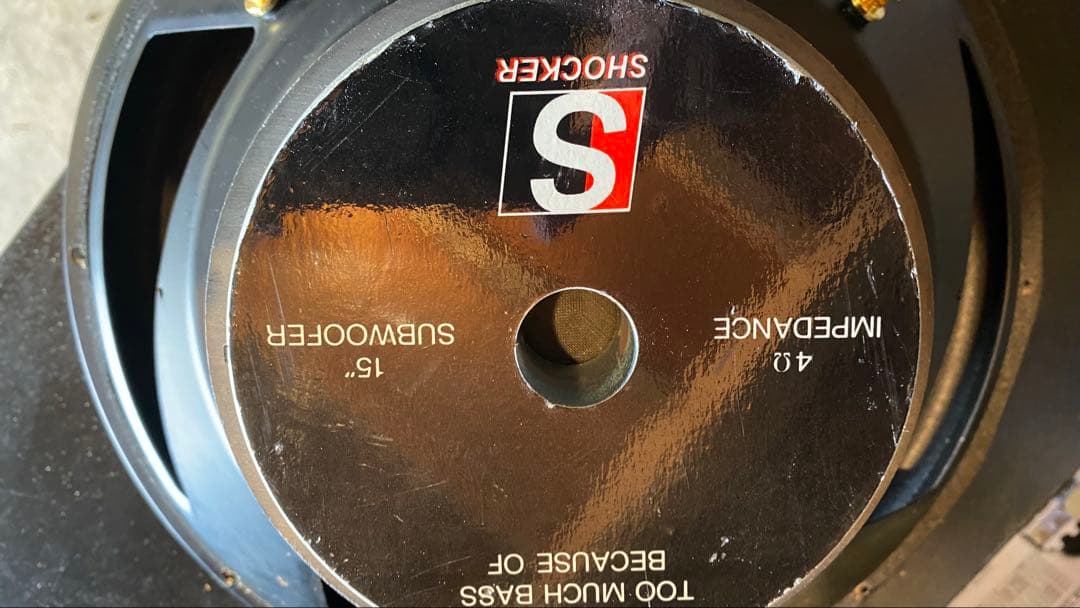 TOO MUCH BASS
BECAUSE OF
4Ω
IMPEDANCE
15"
SUBWOOFER
S
SHOCKER